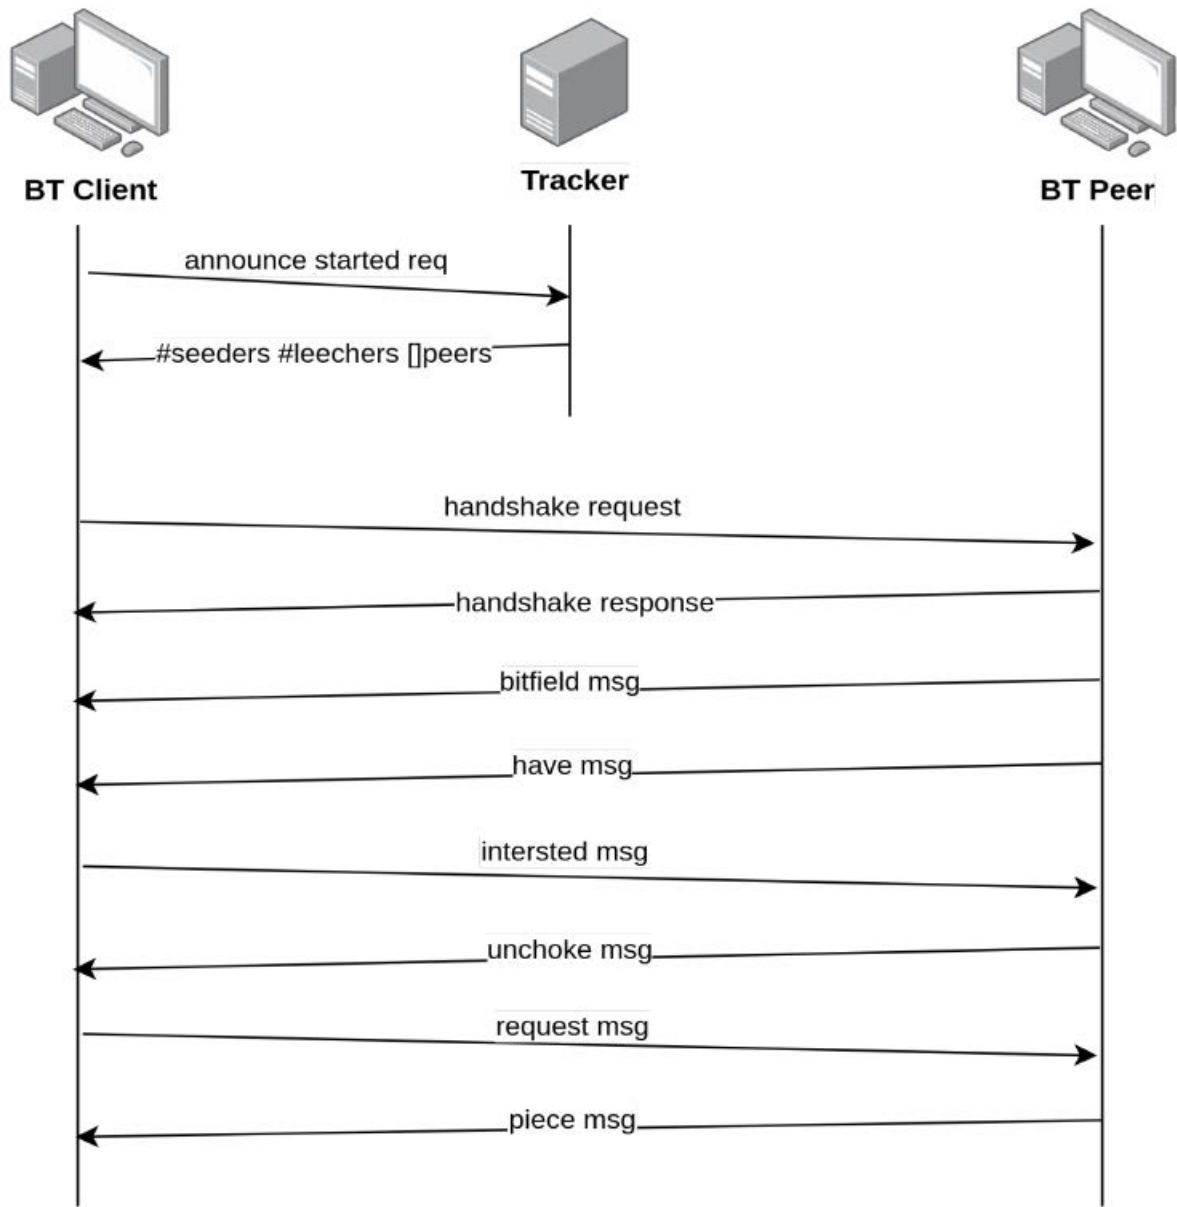 BT Client
Tracker
BT Peer
announce started req
#seeders #leechers []peers
handshake request
handshake response
bitfield msg
have msg
intersted msg
unchoke msg
request msg
piece msg